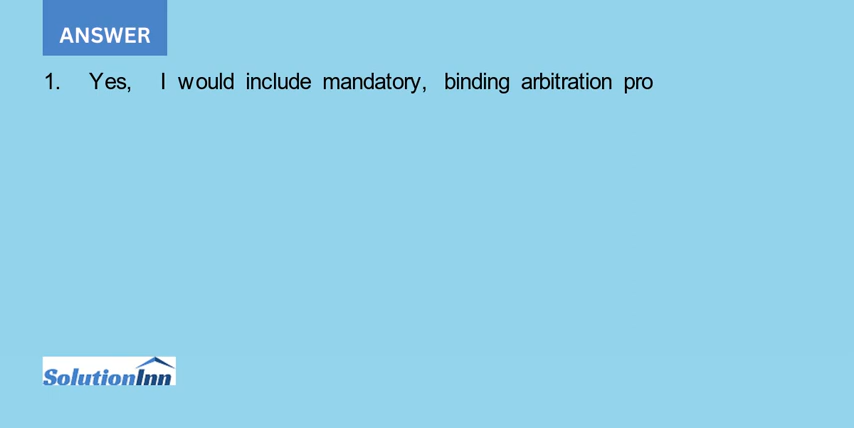 ANSWER
1. Yes, I would include mandatory, binding arbitration pro
SolutionInn